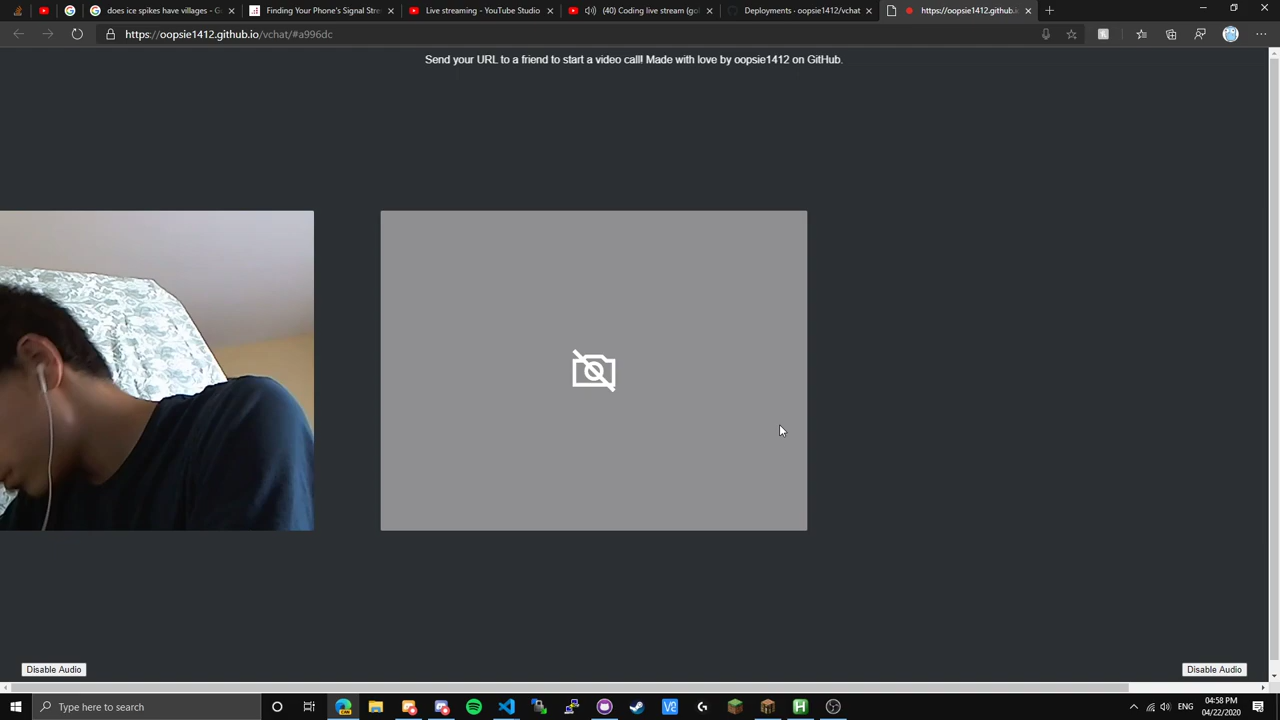 does ice spikes have villages - G
Finding Your Phone's Signal Stre
Live streaming - YouTube Studio
(40) Coding live stream (go
Deployments · oopsie1412/vchat
https://oopsie1412.github.i
https://oopsie1412.github.io/vchat/#a996dc
Send your URL to a friend to start a video call! Made with love by oopsie1412 on GitHub.
Disable Audio
Disable Audio
Type here to search
ENG
04:58 PM
04/22/2020